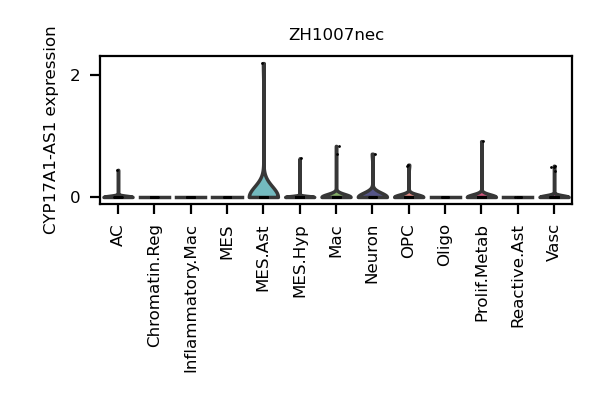 ZH1007nec
CYP17A1-AS1 expression
2
0
AC
Chromatin.Reg
Inflammatory.Mac
MES
MES.Ast
MES.Hyp
Mac
Neuron
OPC
Oligo
Prolif.Metab
Reactive.Ast
Vasc